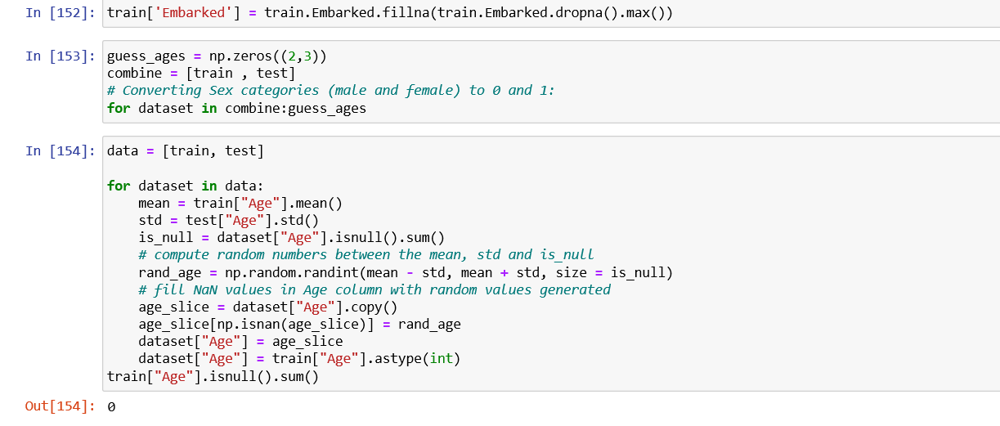 In [152]: train['Embarked'] = train.Embarked.fillna(train.Embarked.dropna().max())
In [153]: guess_ages = np.zeros((2,3))
combine = [train , test]
# Converting Sex categories (male and female) to 0 and 1:
for dataset in combine:guess_ages
In [154]: data = [train, test]
for dataset in data:
    mean = train["Age"].mean()
    std = test["Age"].std()
    is_null = dataset["Age"].isnull().sum()
    # compute random numbers between the mean, std and is_null
    rand_age = np.random.randint(mean - std, mean + std, size = is_null)
    # fill NaN values in Age column with random values generated
    age_slice = dataset["Age"].copy()
    age_slice[np.isnan(age_slice)] = rand_age
    dataset["Age"] = age_slice
    dataset["Age"] = train["Age"].astype(int)
train["Age"].isnull().sum()
Out[154]: 0